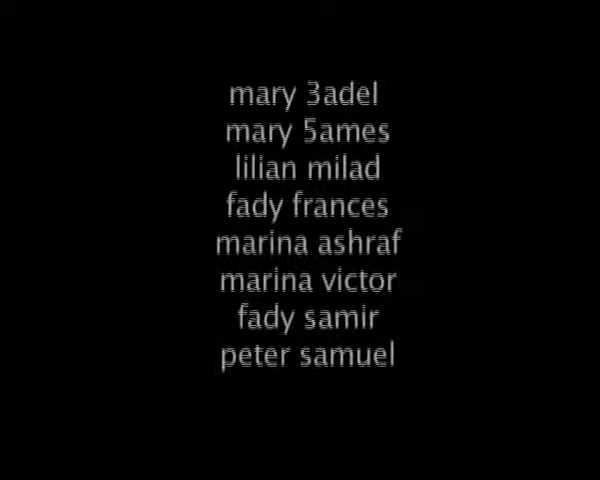 mary 3adel
mary 5ames
lilian milad
fady frances
marina ashraf
marina victor
fady samir
peter samuel